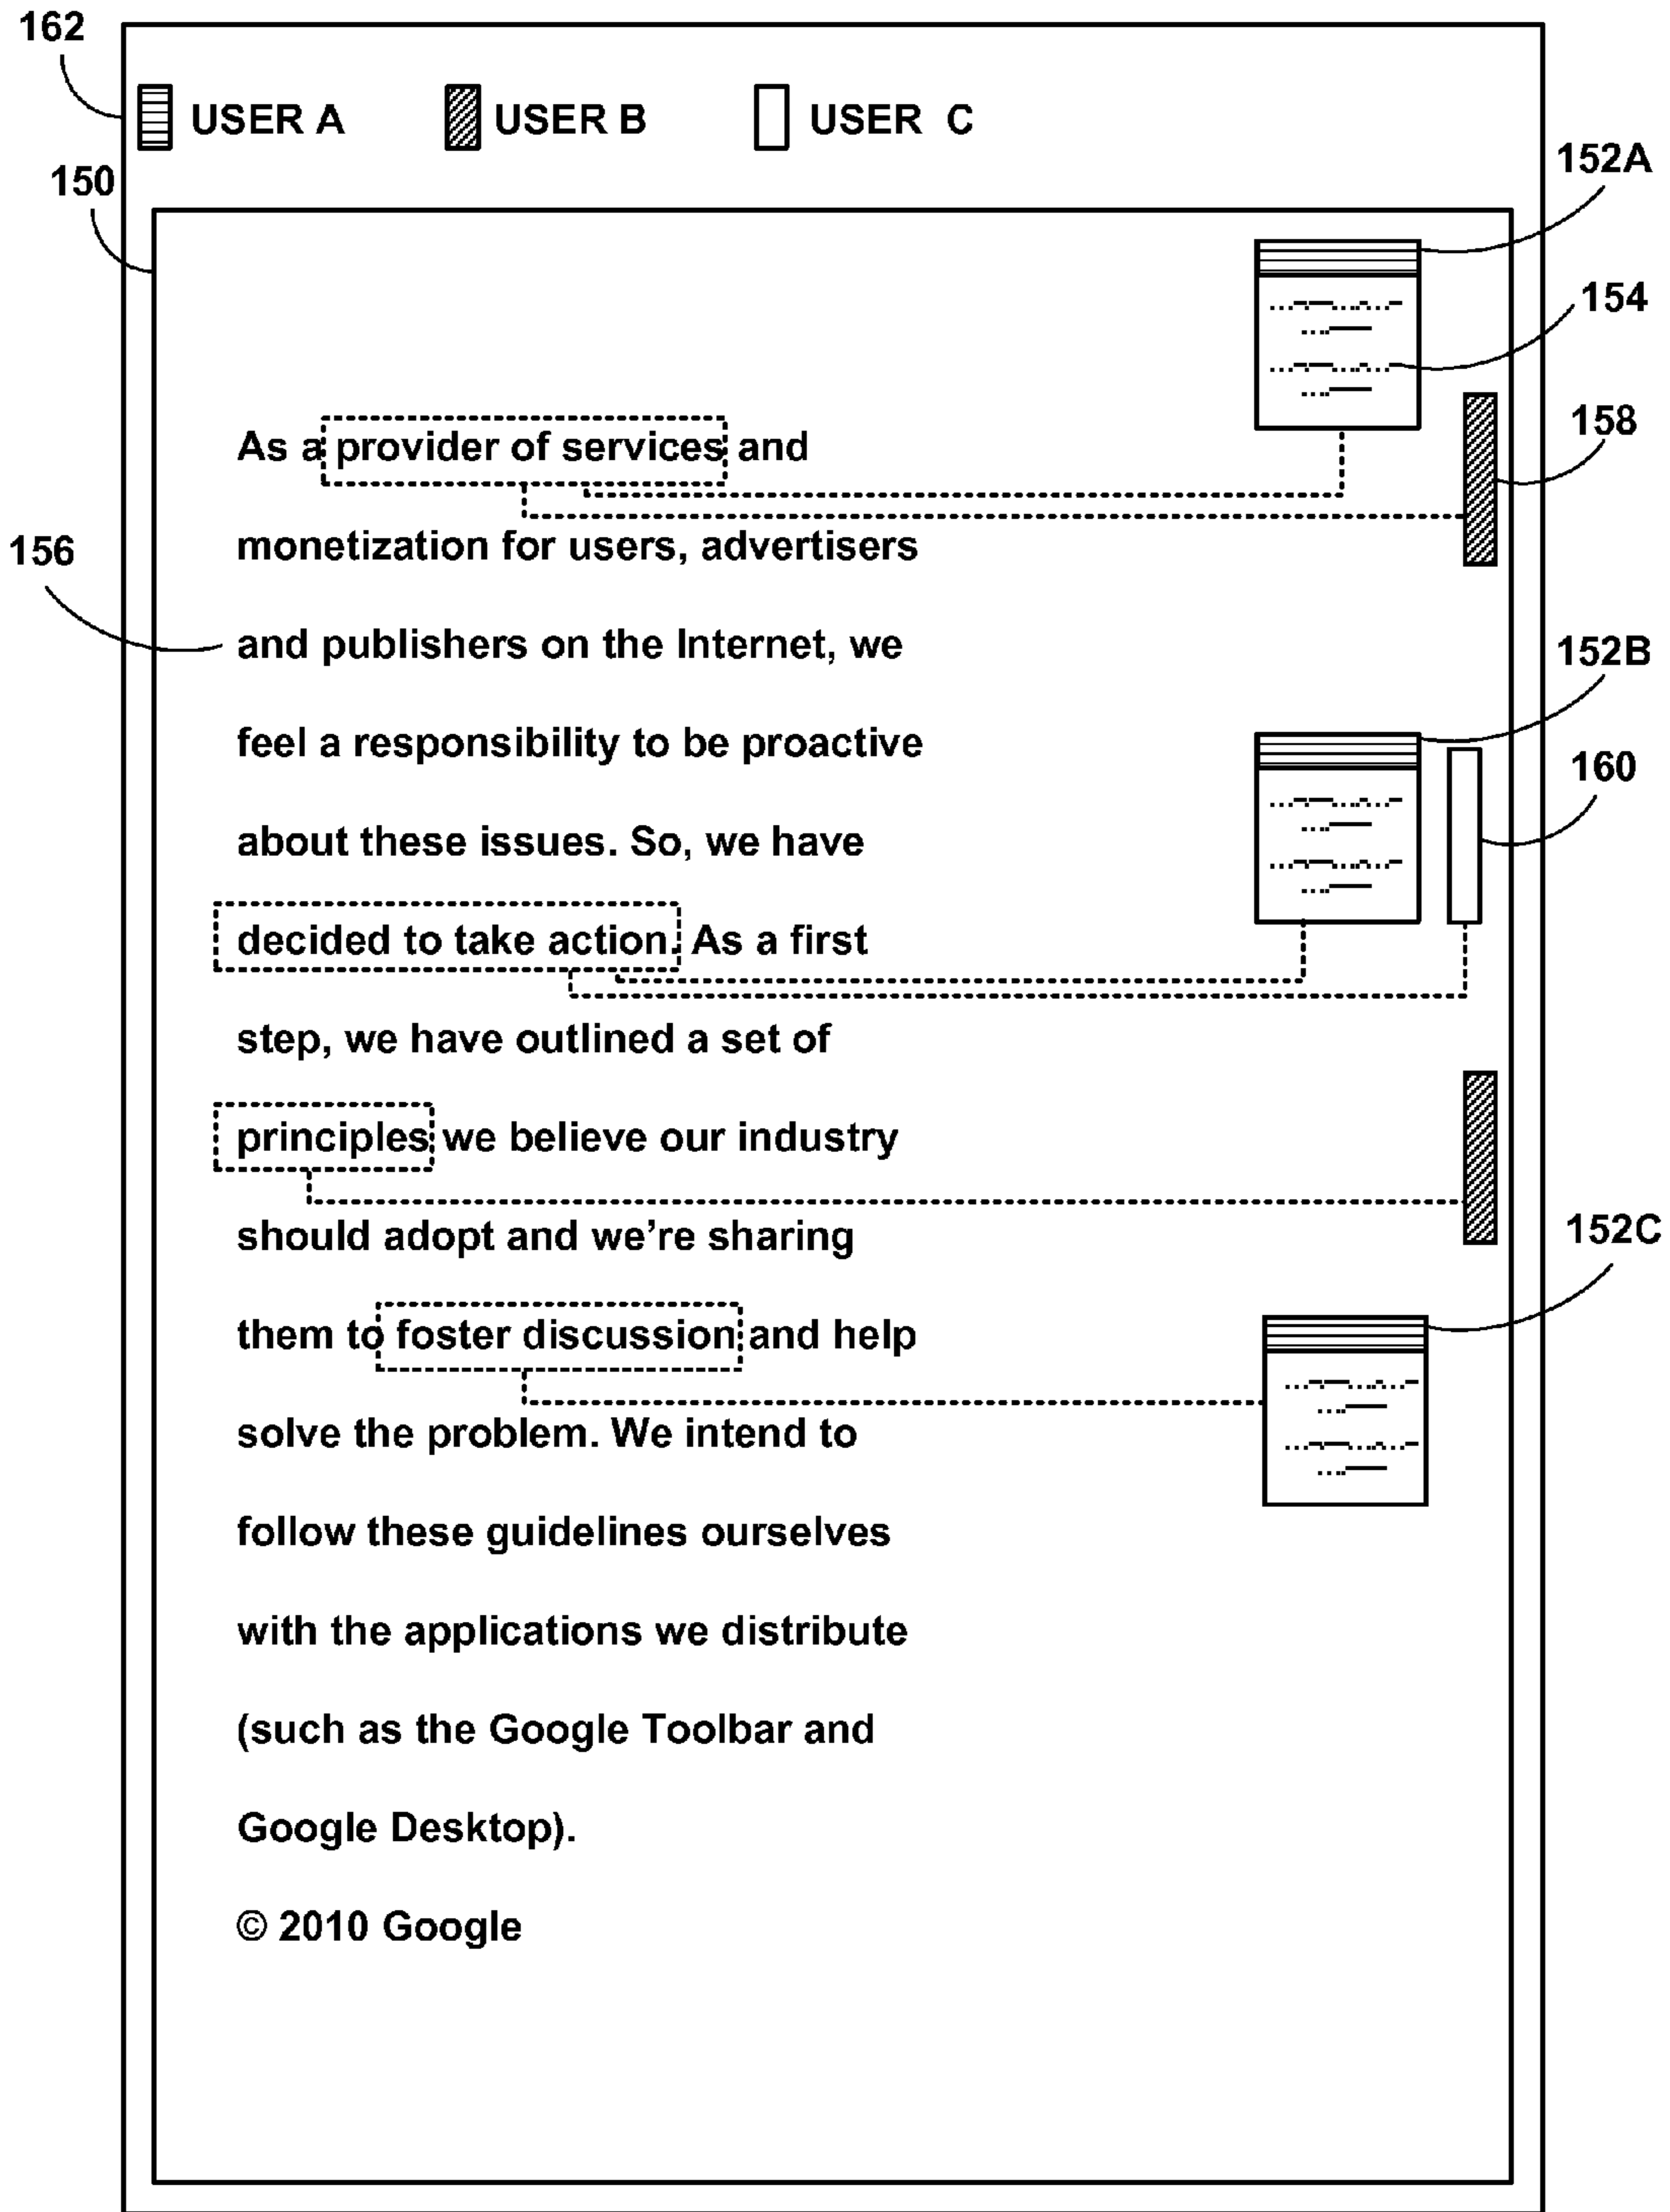 162
USER A USER B USER C
150
152A
154
158
As a provider of services and
monetization for users, advertisers
156
and publishers on the Internet, we
152B
feel a responsibility to be proactive
160
about these issues. So, we have
decided to take action. As a first
step, we have outlined a set of
principles we believe our industry
152C
should adopt and we're sharing
them to foster discussion and help
solve the problem. We intend to
follow these guidelines ourselves
with the applications we distribute
(such as the Google Toolbar and
Google Desktop).
© 2010 Google